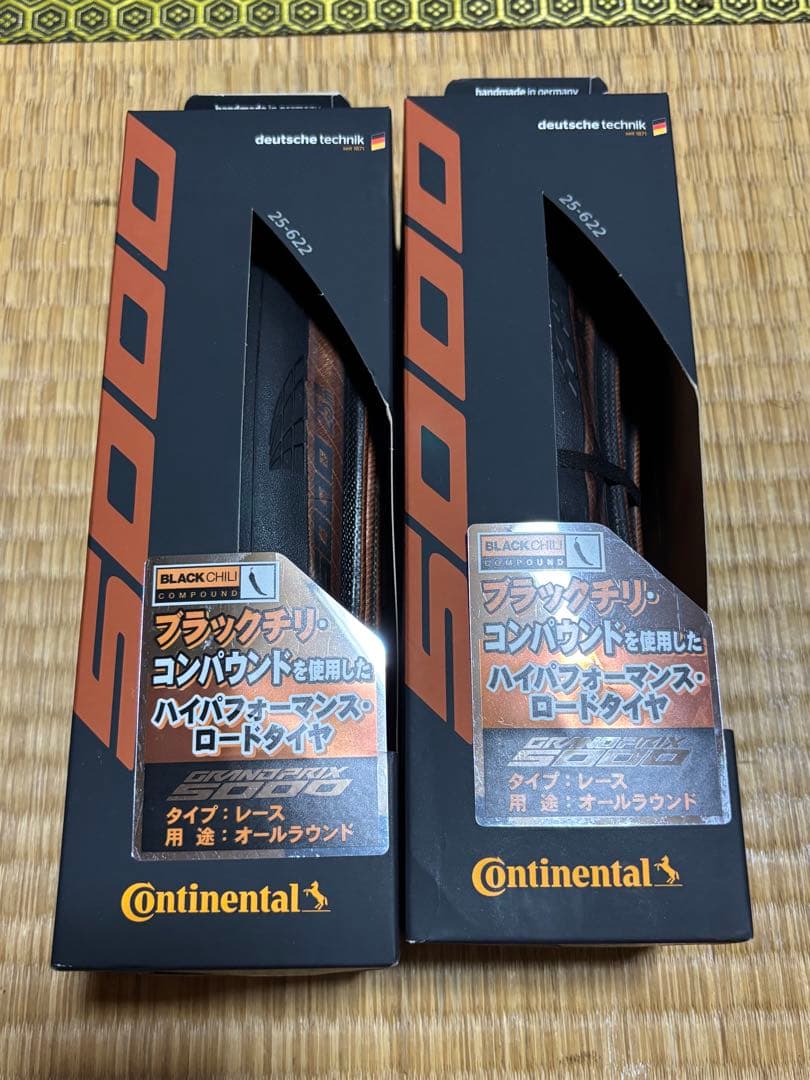 handmade in germany
deutsche technik
seit 1871
25-622
5000
BLACK CHILI
COMPOUND
ブラックチリ・
コンパウンドを使用した
ハイパフォーマンス・
ロードタイヤ
GRAND PRIX
5000
タイプ：レース
用 途：オールラウンド
Continental
handmade in germany
deutsche technik
seit 1871
25-622
5000
BLACK CHILI
COMPOUND
ブラックチリ・
コンパウンドを使用した
ハイパフォーマンス・
ロードタイヤ
GRAND PRIX
5000
タイプ：レース
用 途：オールラウンド
Continental